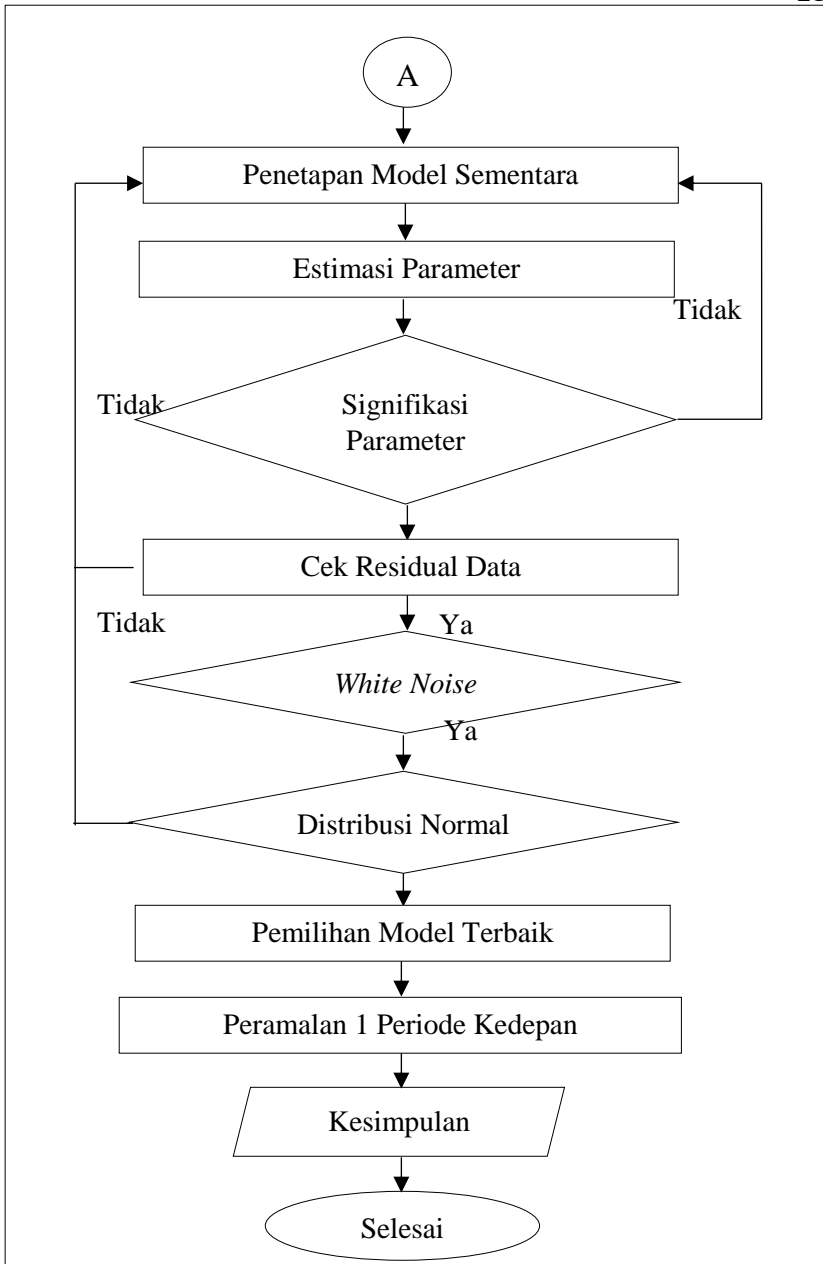 A
Penetapan Model Sementara
Estimasi Parameter
Tidak
Tidak
Signifikasi
Parameter
Cek Residual Data
Tidak
Ya
White Noise
Ya
Distribusi Normal
Pemilihan Model Terbaik
Peramalan 1 Periode Kedepan
Kesimpulan
Selesai